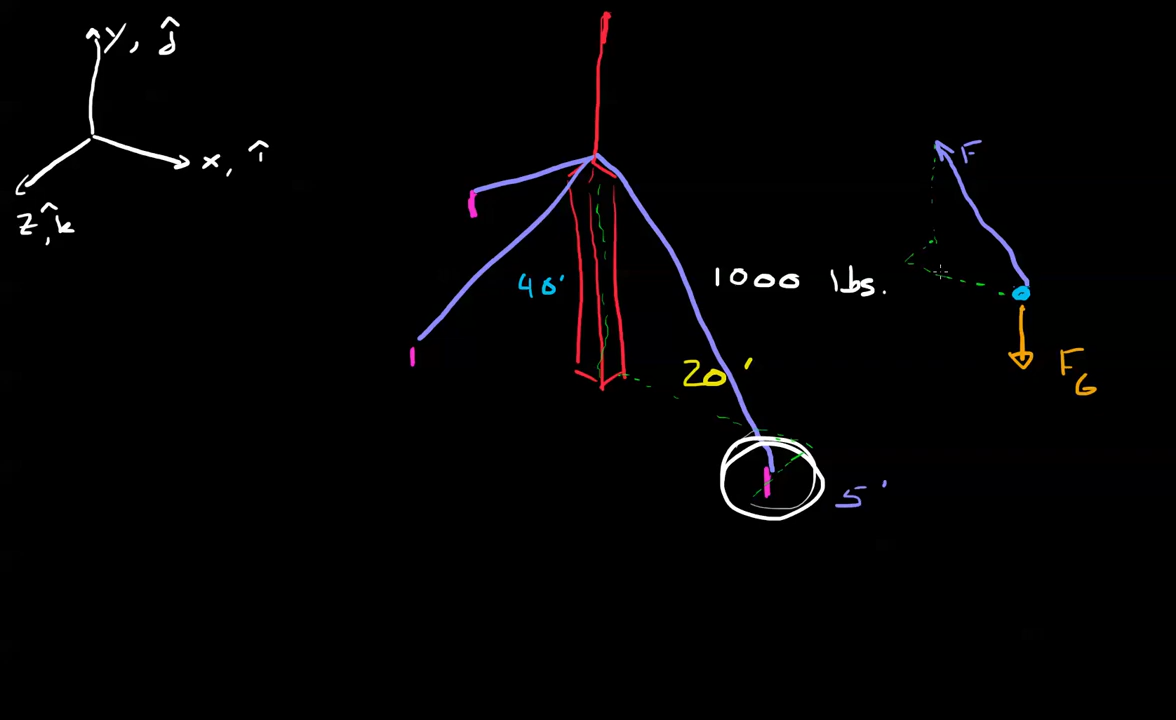 y, ĵ
x, î
z, k̂
40'
1000 lbs.
20'
5'
F
F_G